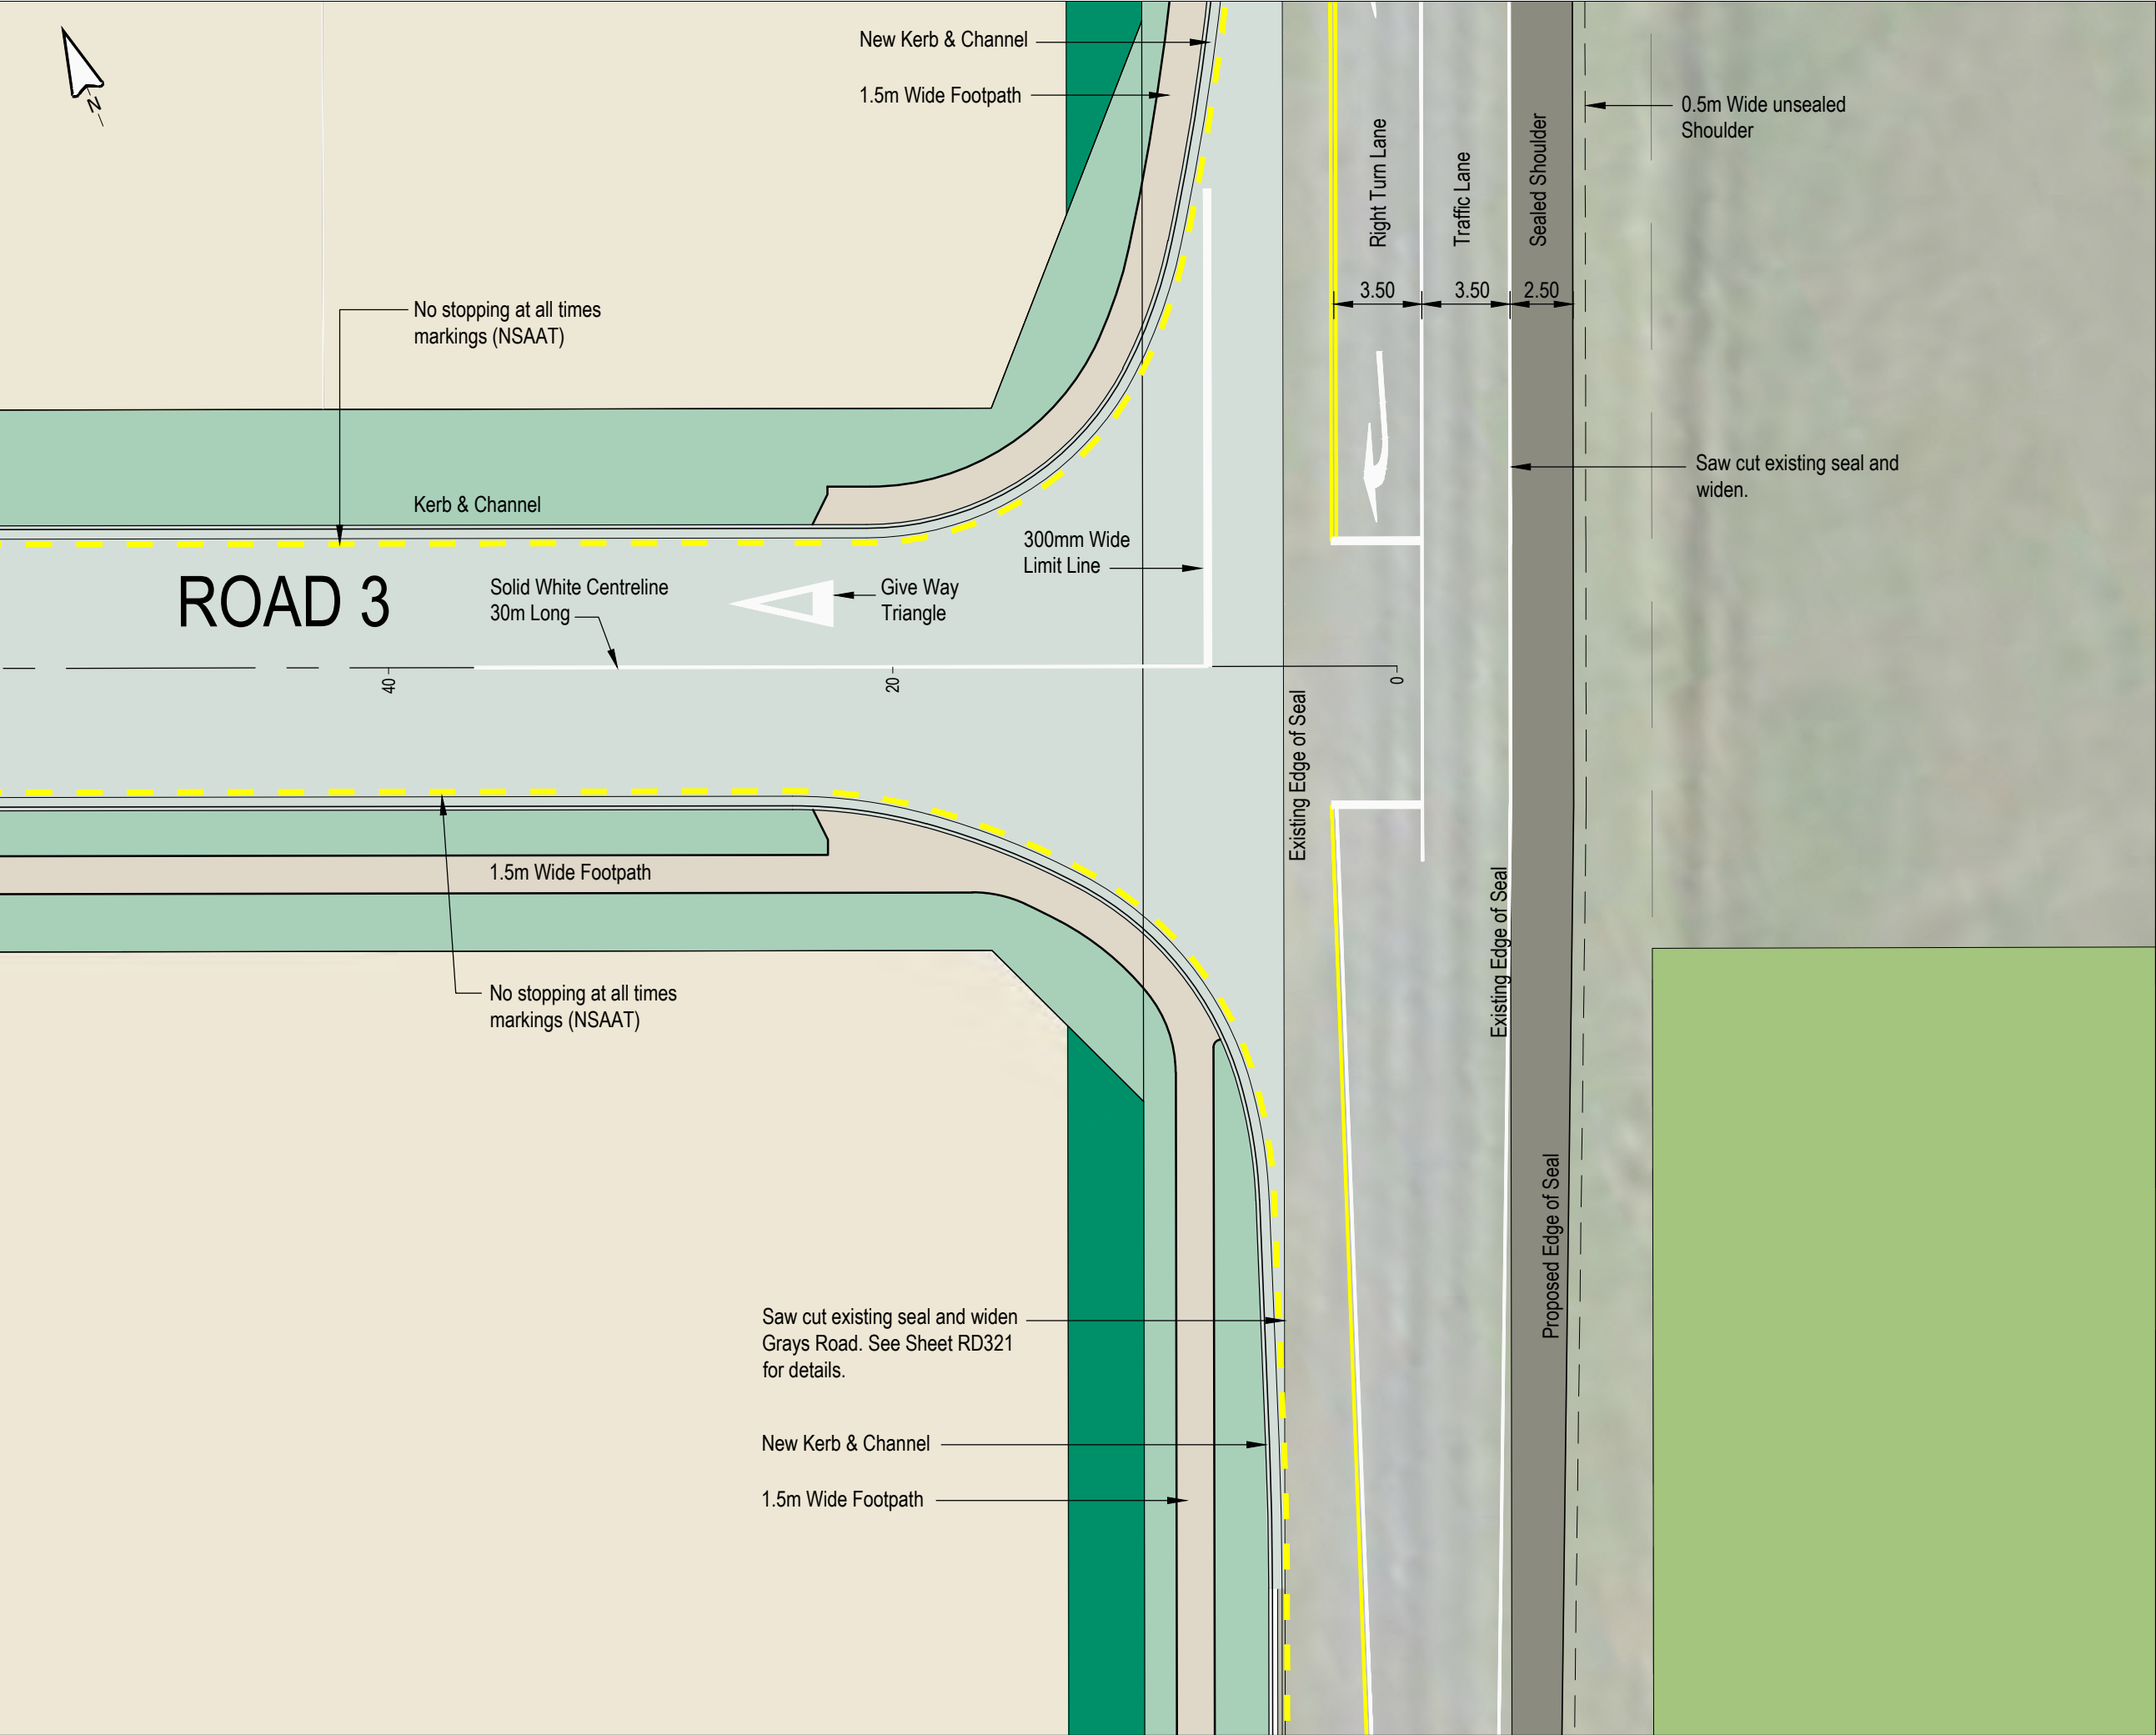 New Kerb & Channel
1.5m Wide Footpath
N
0.5m Wide unsealed
Shoulder
Right Turn Lane
Traffic Lane
Sealed Shoulder
3.50
3.50
2.50
No stopping at all times
markings (NSAAT)
Saw cut existing seal and
widen.
Kerb & Channel
300mm Wide
Limit Line
ROAD 3
Solid White Centreline
30m Long
Give Way
Triangle
40
20
0
Existing Edge of Seal
1.5m Wide Footpath
Existing Edge of Seal
No stopping at all times
markings (NSAAT)
Proposed Edge of Seal
Saw cut existing seal and widen
Grays Road. See Sheet RD321
for details.
New Kerb & Channel
1.5m Wide Footpath